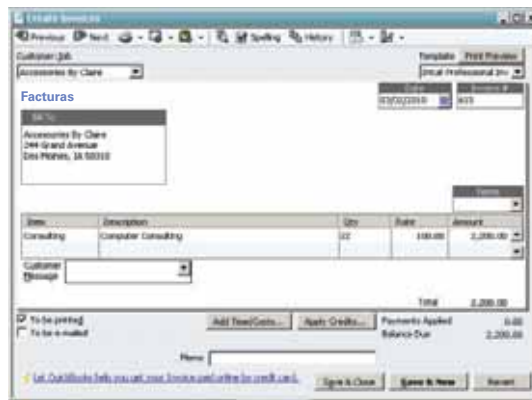 Create Invoices
Previous Next Spelling History
Customer:Job Template Print Preview
Accessories By Claire Intuit Professional Inv
Facturas
Date Invoice #
03/02/2010
Bill To
Accessories By Claire
244 Grand Avenue
Des Moines, IA 50010
Terms
Item Description Qty Rate Amount
Consulting Computer Consulting 22 100.00 2,200.00
Customer
Message
Total 2,200.00
To be printed Add Time/Costs... Apply Credits... Payments Applied 0.00
To be e-mailed Balance Due 2,200.00
Memo
Let QuickBooks help you get your invoice paid online by credit card.
Save & Close Save & New Revert